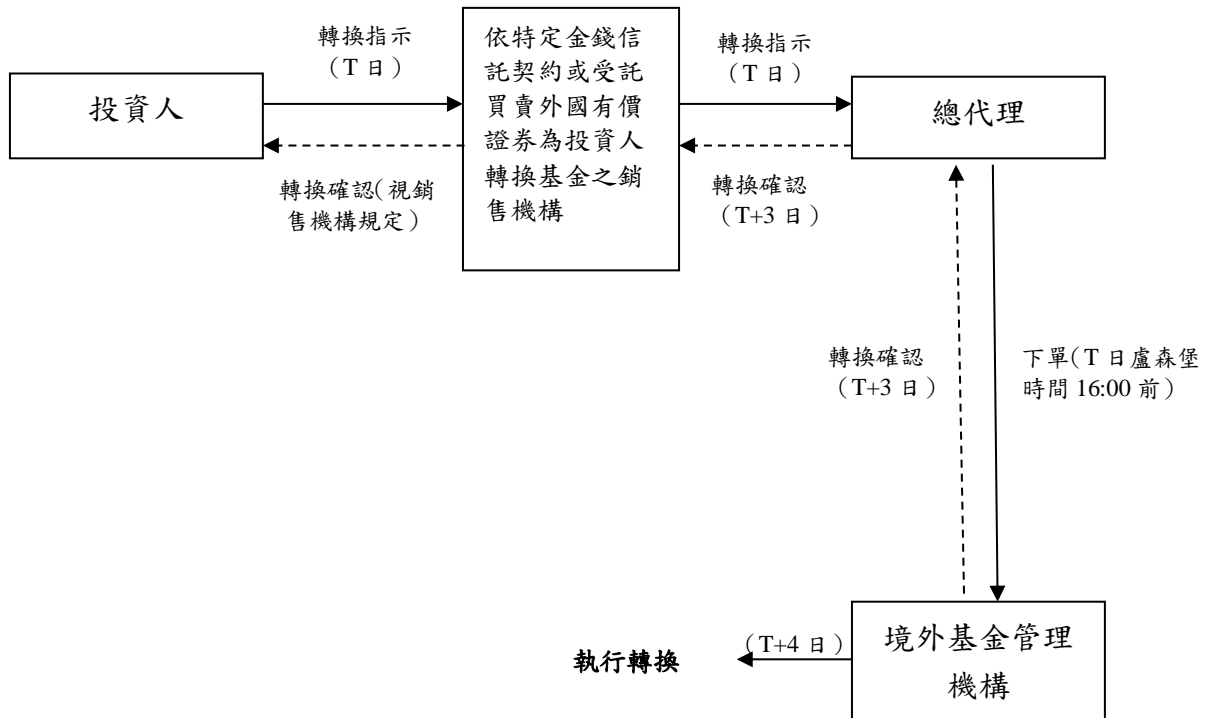 轉換指示
（T 日）
投資人
轉換確認（視銷
售機構規定）
依特定金錢信
託契約或受託
買賣外國有價
證券為投資人
轉換基金之銷
售機構
轉換指示
（T 日）
總代理
轉換確認
（T+3 日）
轉換確認
（T+3 日）
下單（T 日盧森堡
時間 16:00 前）
執行轉換
（T+4 日）
境外基金管理
機構